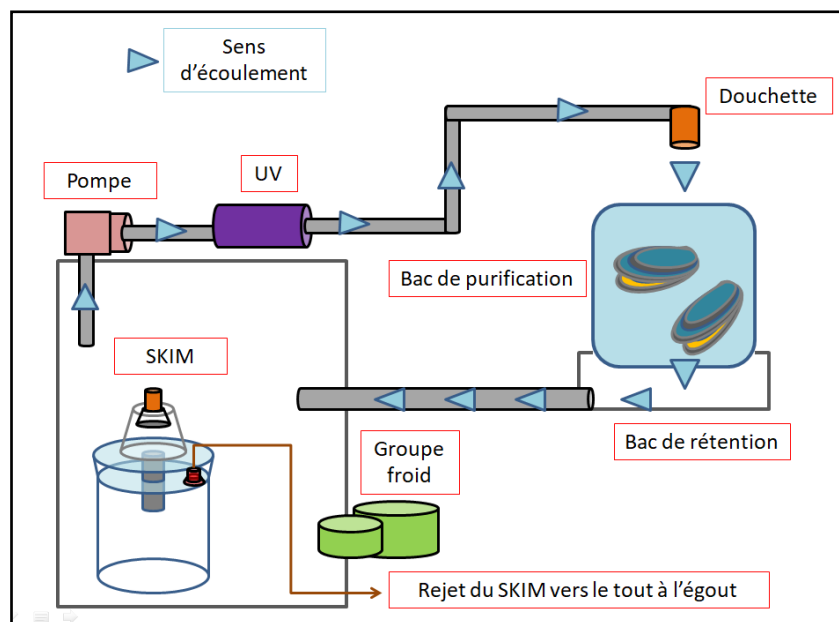 Sens
d'écoulement
Douchette
Pompe
UV
Bac de purification
SKIM
Bac de rétention
Groupe
froid
Rejet du SKIM vers le tout à l'égout